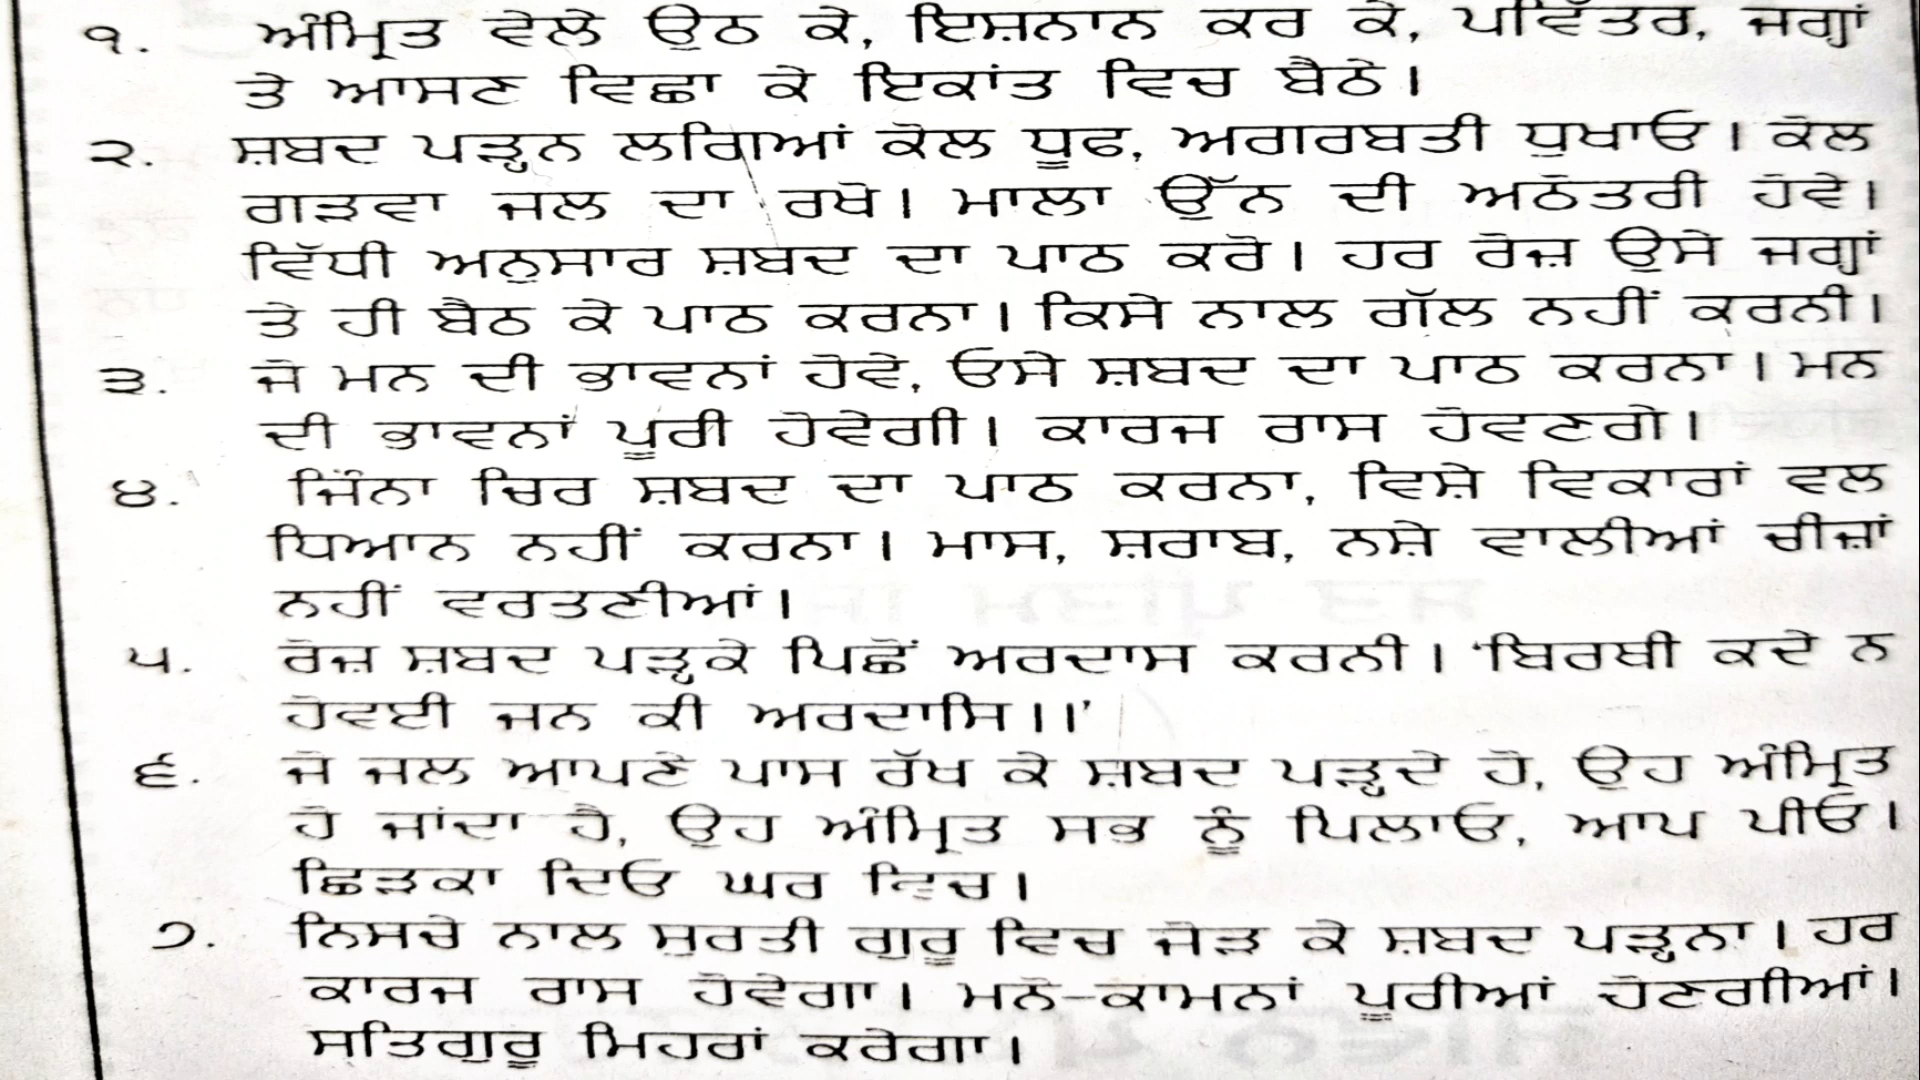 ੧. ਅੰਮ੍ਰਿਤ ਵੇਲੇ ਉਠ ਕੇ, ਇਸ਼ਨਾਨ ਕਰ ਕੇ, ਪਵਿੱਤਰ, ਜਗ੍ਹਾਂ
ਤੇ ਆਸਣ ਵਿਛਾ ਕੇ ਇਕਾਂਤ ਵਿਚ ਬੈਠੇ।
੨. ਸ਼ਬਦ ਪੜ੍ਹਨ ਲਗਿਆਂ ਕੋਲ ਧੂਫ, ਅਗਰਬਤੀ ਧੁਖਾਓ। ਕੋਲ
ਗੜਵਾ ਜਲ ਦਾ ਰਖੋ। ਮਾਲਾ ਉੱਨ ਦੀ ਅਠੋਤਰੀ ਹੋਵੇ।
ਵਿੱਧੀ ਅਨੁਸਾਰ ਸ਼ਬਦ ਦਾ ਪਾਠ ਕਰੋ। ਹਰ ਰੋਜ਼ ਉਸੇ ਜਗ੍ਹਾਂ
ਤੇ ਹੀ ਬੈਠ ਕੇ ਪਾਠ ਕਰਨਾ। ਕਿਸੇ ਨਾਲ ਗੱਲ ਨਹੀਂ ਕਰਨੀ।
੩. ਜੋ ਮਨ ਦੀ ਭਾਵਨਾਂ ਹੋਵੇ, ਓਸੇ ਸ਼ਬਦ ਦਾ ਪਾਠ ਕਰਨਾ। ਮਨ
ਦੀ ਭਾਵਨਾਂ ਪੂਰੀ ਹੋਵੇਗੀ। ਕਾਰਜ ਰਾਸ ਹੋਵਣਗੇ।
੪. ਜਿੰਨਾ ਚਿਰ ਸ਼ਬਦ ਦਾ ਪਾਠ ਕਰਨਾ, ਵਿਸ਼ੇ ਵਿਕਾਰਾਂ ਵਲ
ਧਿਆਨ ਨਹੀਂ ਕਰਨਾ। ਮਾਸ, ਸ਼ਰਾਬ, ਨਸ਼ੇ ਵਾਲੀਆਂ ਚੀਜ਼ਾਂ
ਨਹੀਂ ਵਰਤਣੀਆਂ।
੫. ਰੋਜ਼ ਸ਼ਬਦ ਪੜ੍ਹਕੇ ਪਿਛੋਂ ਅਰਦਾਸ ਕਰਨੀ। 'ਬਿਰਥੀ ਕਦੇ ਨ
ਹੋਵਈ ਜਨ ਕੀ ਅਰਦਾਸਿ।।'
੬. ਜੋ ਜਲ ਆਪਣੇ ਪਾਸ ਰੱਖ ਕੇ ਸ਼ਬਦ ਪੜ੍ਹਦੇ ਹੋ, ਉਹ ਅੰਮ੍ਰਿਤ
ਹੋ ਜਾਂਦਾ ਹੈ, ਉਹ ਅੰਮ੍ਰਿਤ ਸਭ ਨੂੰ ਪਿਲਾਓ, ਆਪ ਪੀਓ।
ਛਿੜਕਾ ਦਿਓ ਘਰ ਵਿਚ।
੭. ਨਿਸਚੇ ਨਾਲ ਸੁਰਤੀ ਗੁਰੂ ਵਿਚ ਜੋੜ ਕੇ ਸ਼ਬਦ ਪੜ੍ਹਨਾ। ਹਰ
ਕਾਰਜ ਰਾਸ ਹੋਵੇਗਾ। ਮਨੋ-ਕਾਮਨਾਂ ਪੂਰੀਆਂ ਹੋਣਗੀਆਂ।
ਸਤਿਗੁਰੂ ਮਿਹਰਾਂ ਕਰੇਗਾ।